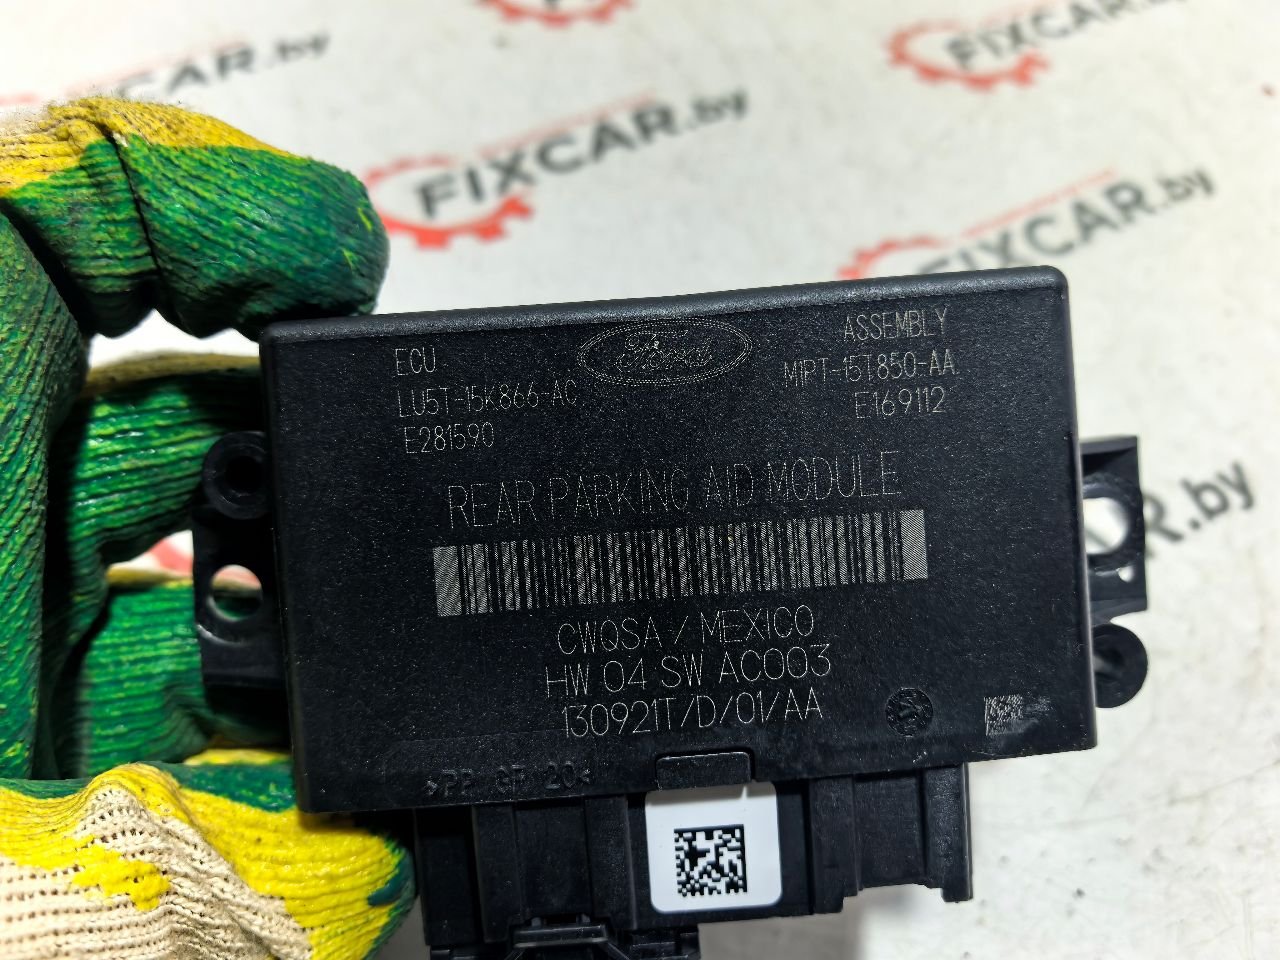 FIXCAR.by
FIXCAR.by
FIXCAR.by
FIXCAR.by
Ford
ECU
LU5T-15K866-AC
E281590
ASSEMBLY
M1PT-15T850-AA
E169112
REAR PARKING AID MODULE
CWQSA / MEXICO
HW 04 SW AC003
130921T/D/01/AA
>PP GF 20<